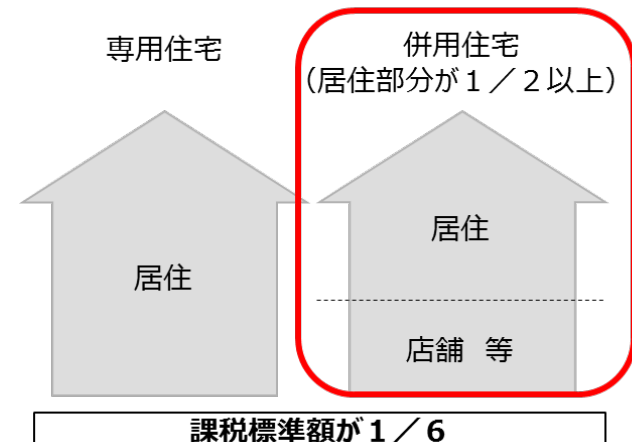 専用住宅
併用住宅
（居住部分が１／２以上）
居住
居住
店舗 等
課税標準額が１／６